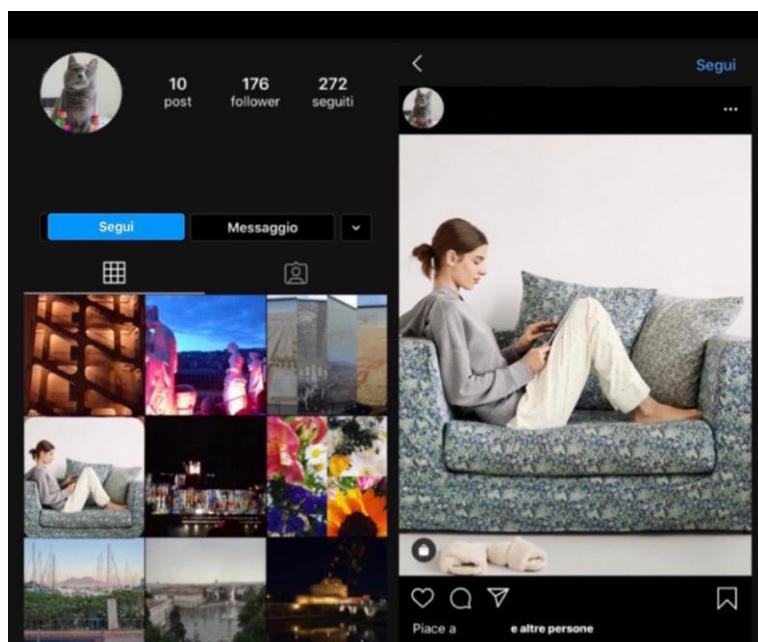 10 176 272
post follower seguiti
Segui Messaggio
Segui
Piace a e altre persone